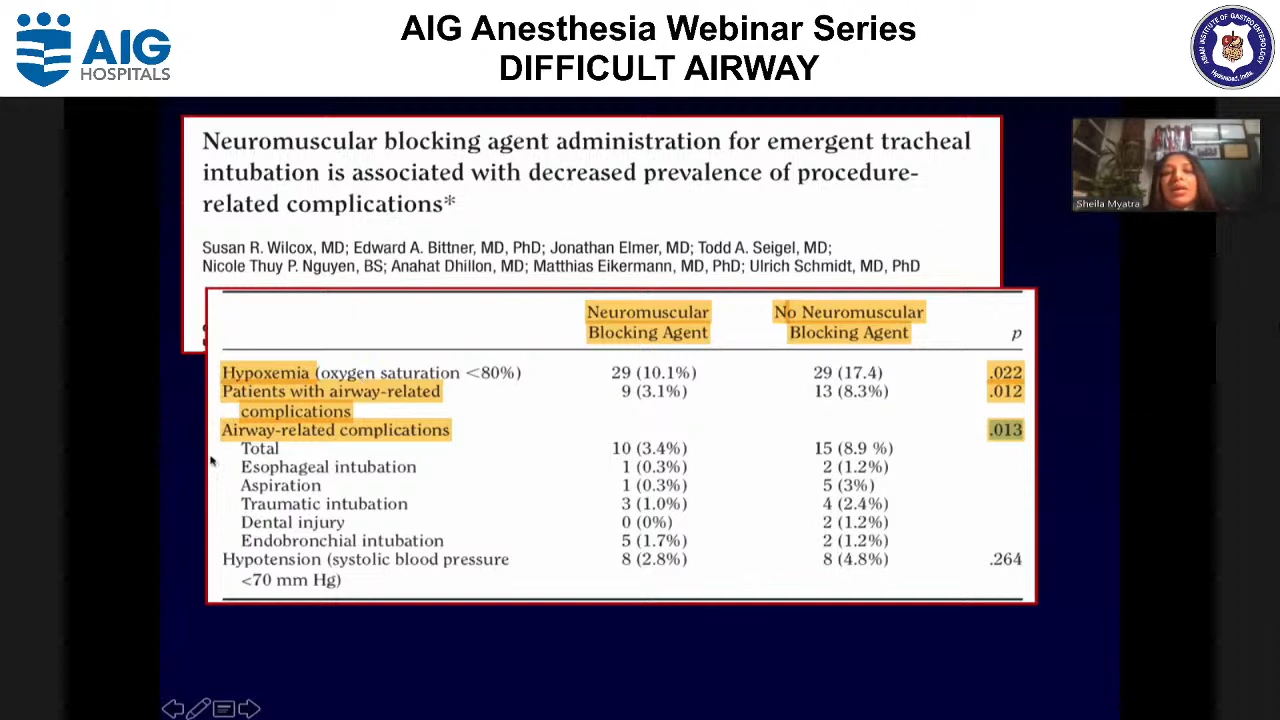 AIG
HOSPITALS
AIG Anesthesia Webinar Series
DIFFICULT AIRWAY
ASIAN INSTITUTE OF GASTROENTEROLOGY
Hyderabad, India
Neuromuscular blocking agent administration for emergent tracheal
intubation is associated with decreased prevalence of procedure-
related complications*
Susan R. Wilcox, MD; Edward A. Bittner, MD, PhD; Jonathan Elmer, MD; Todd A. Seigel, MD;
Nicole Thuy P. Nguyen, BS; Anahat Dhillon, MD; Matthias Eikermann, MD, PhD; Ulrich Schmidt, MD, PhD
Sheila Myatra
Neuromuscular No Neuromuscular
Blocking Agent Blocking Agent p
Hypoxemia (oxygen saturation <80%) 29 (10.1%) 29 (17.4) .022
Patients with airway-related 9 (3.1%) 13 (8.3%) .012
complications
Airway-related complications .013
Total 10 (3.4%) 15 (8.9 %)
Esophageal intubation 1 (0.3%) 2 (1.2%)
Aspiration 1 (0.3%) 5 (3%)
Traumatic intubation 3 (1.0%) 4 (2.4%)
Dental injury 0 (0%) 2 (1.2%)
Endobronchial intubation 5 (1.7%) 2 (1.2%)
Hypotension (systolic blood pressure 8 (2.8%) 8 (4.8%) .264
<70 mm Hg)